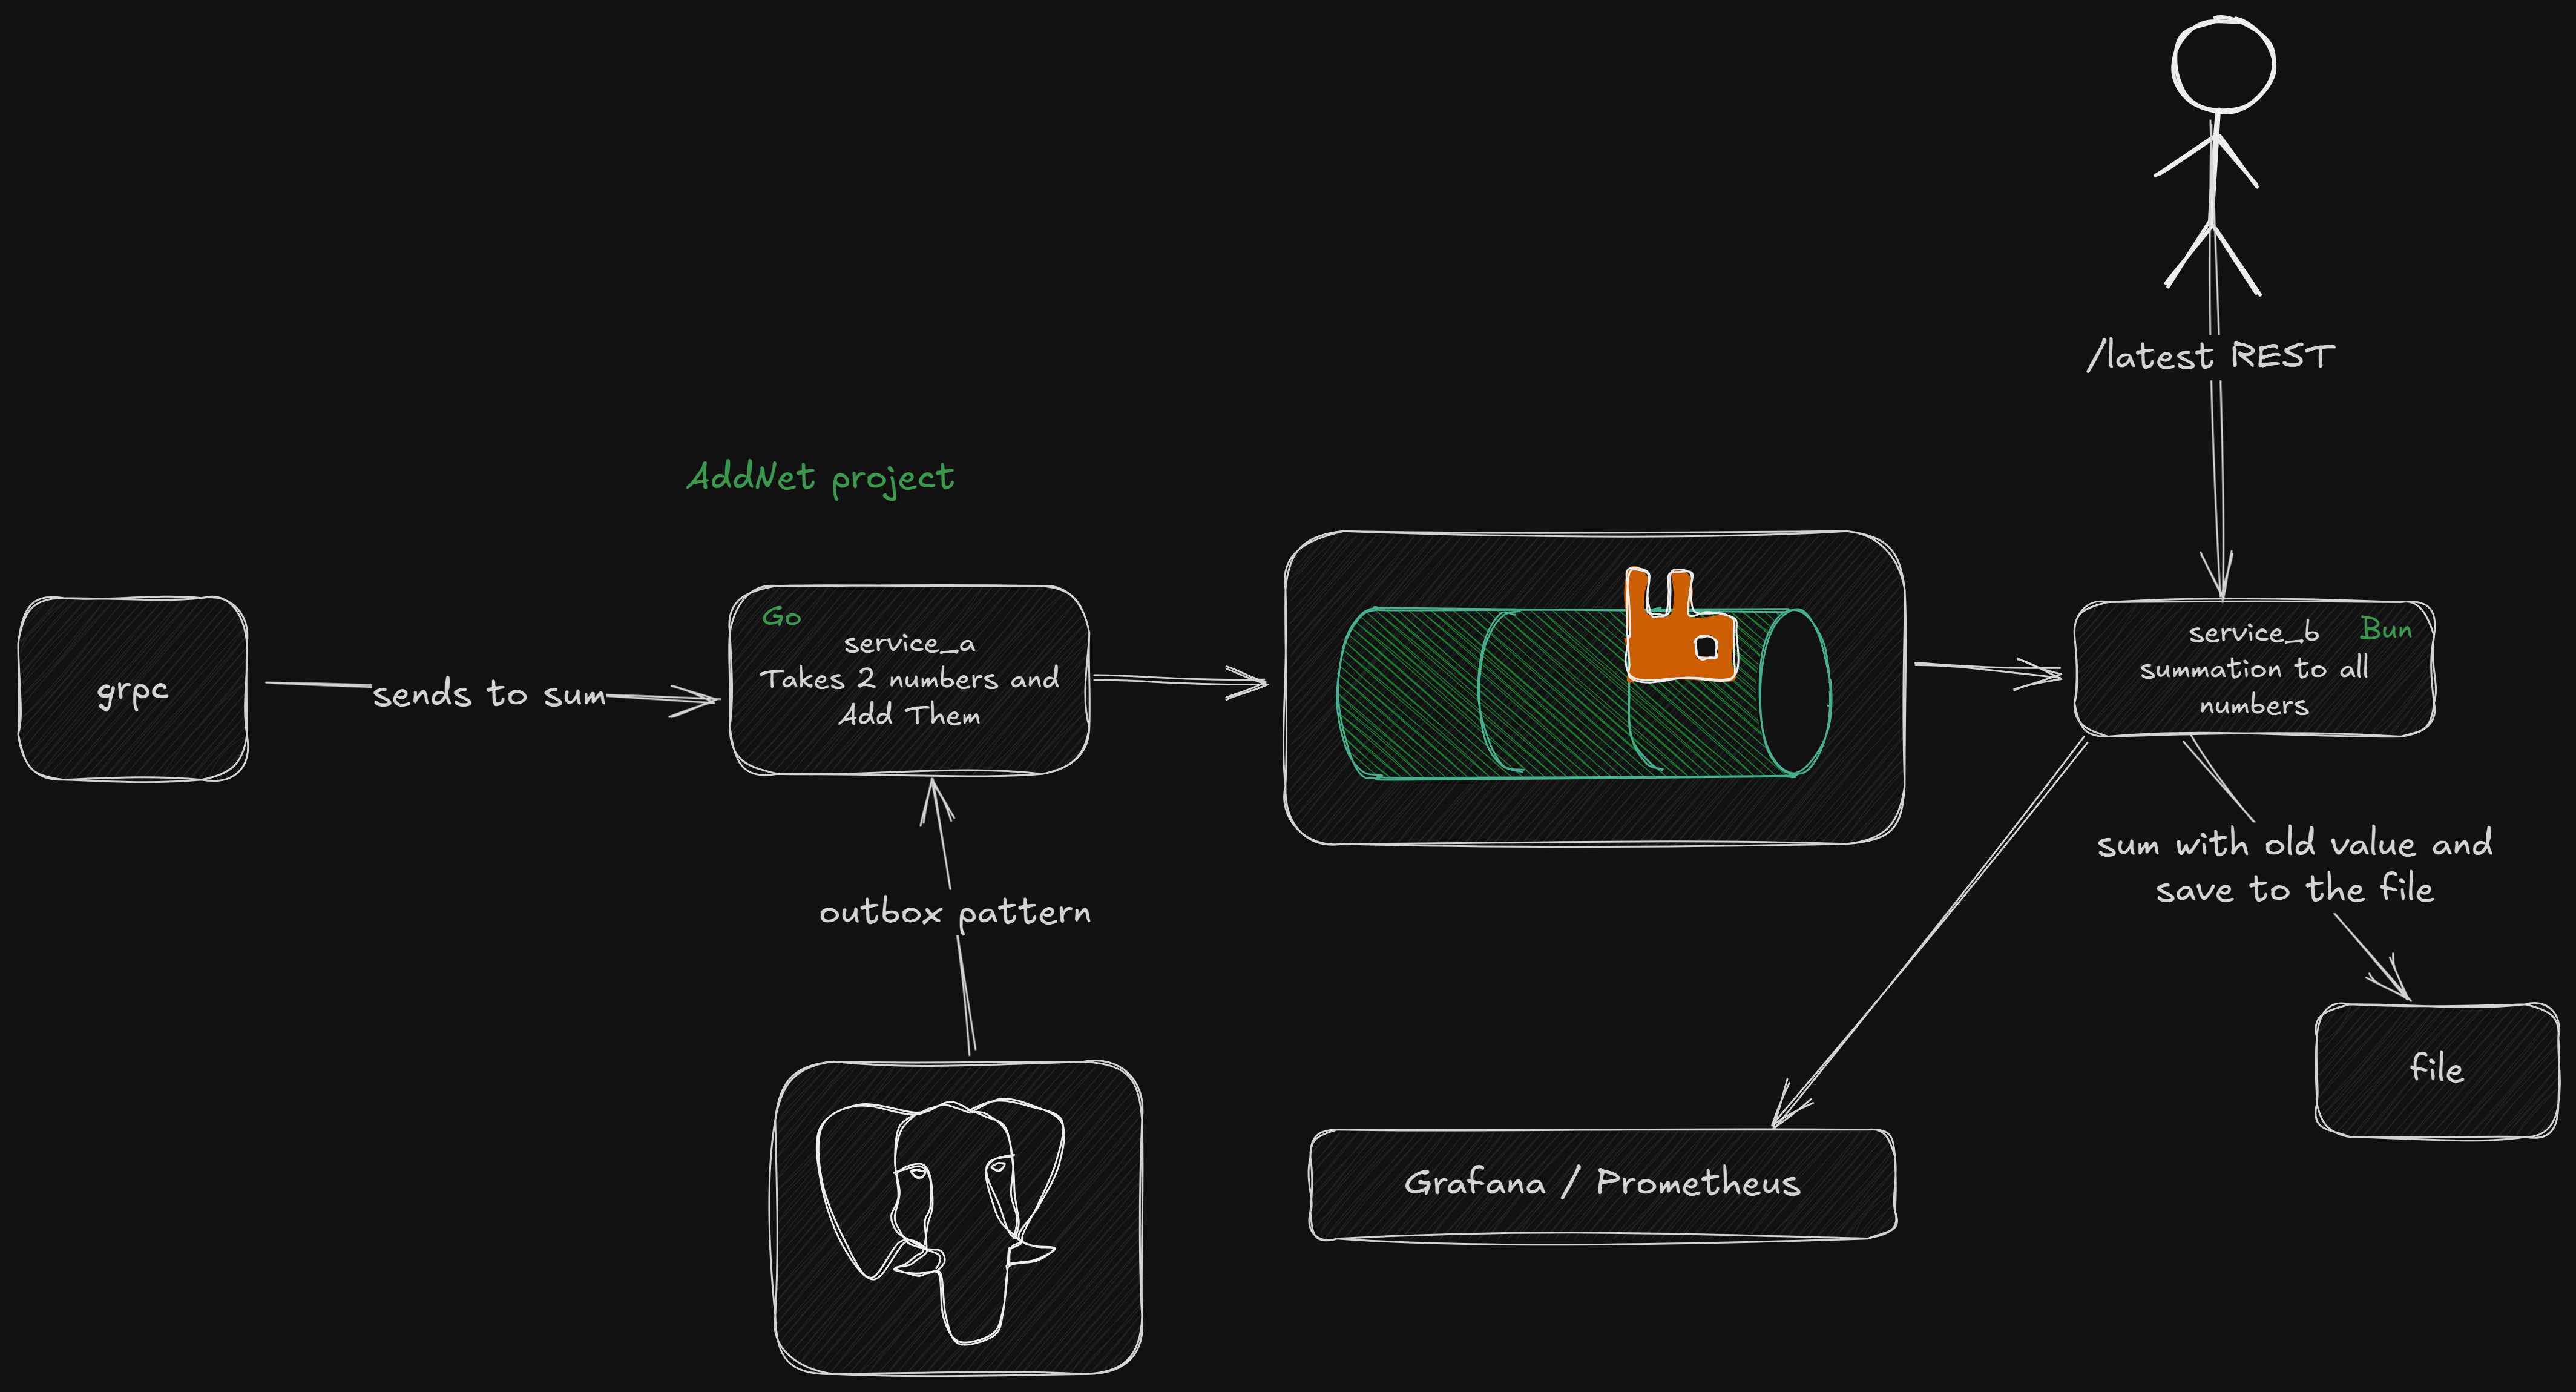 /latest REST
AddNet project
grpc
sends to sum
Go
service_a
Takes 2 numbers and
Add Them
service_b
Bun
summation to all
numbers
outbox pattern
sum with old value and
save to the file
file
Grafana / Prometheus